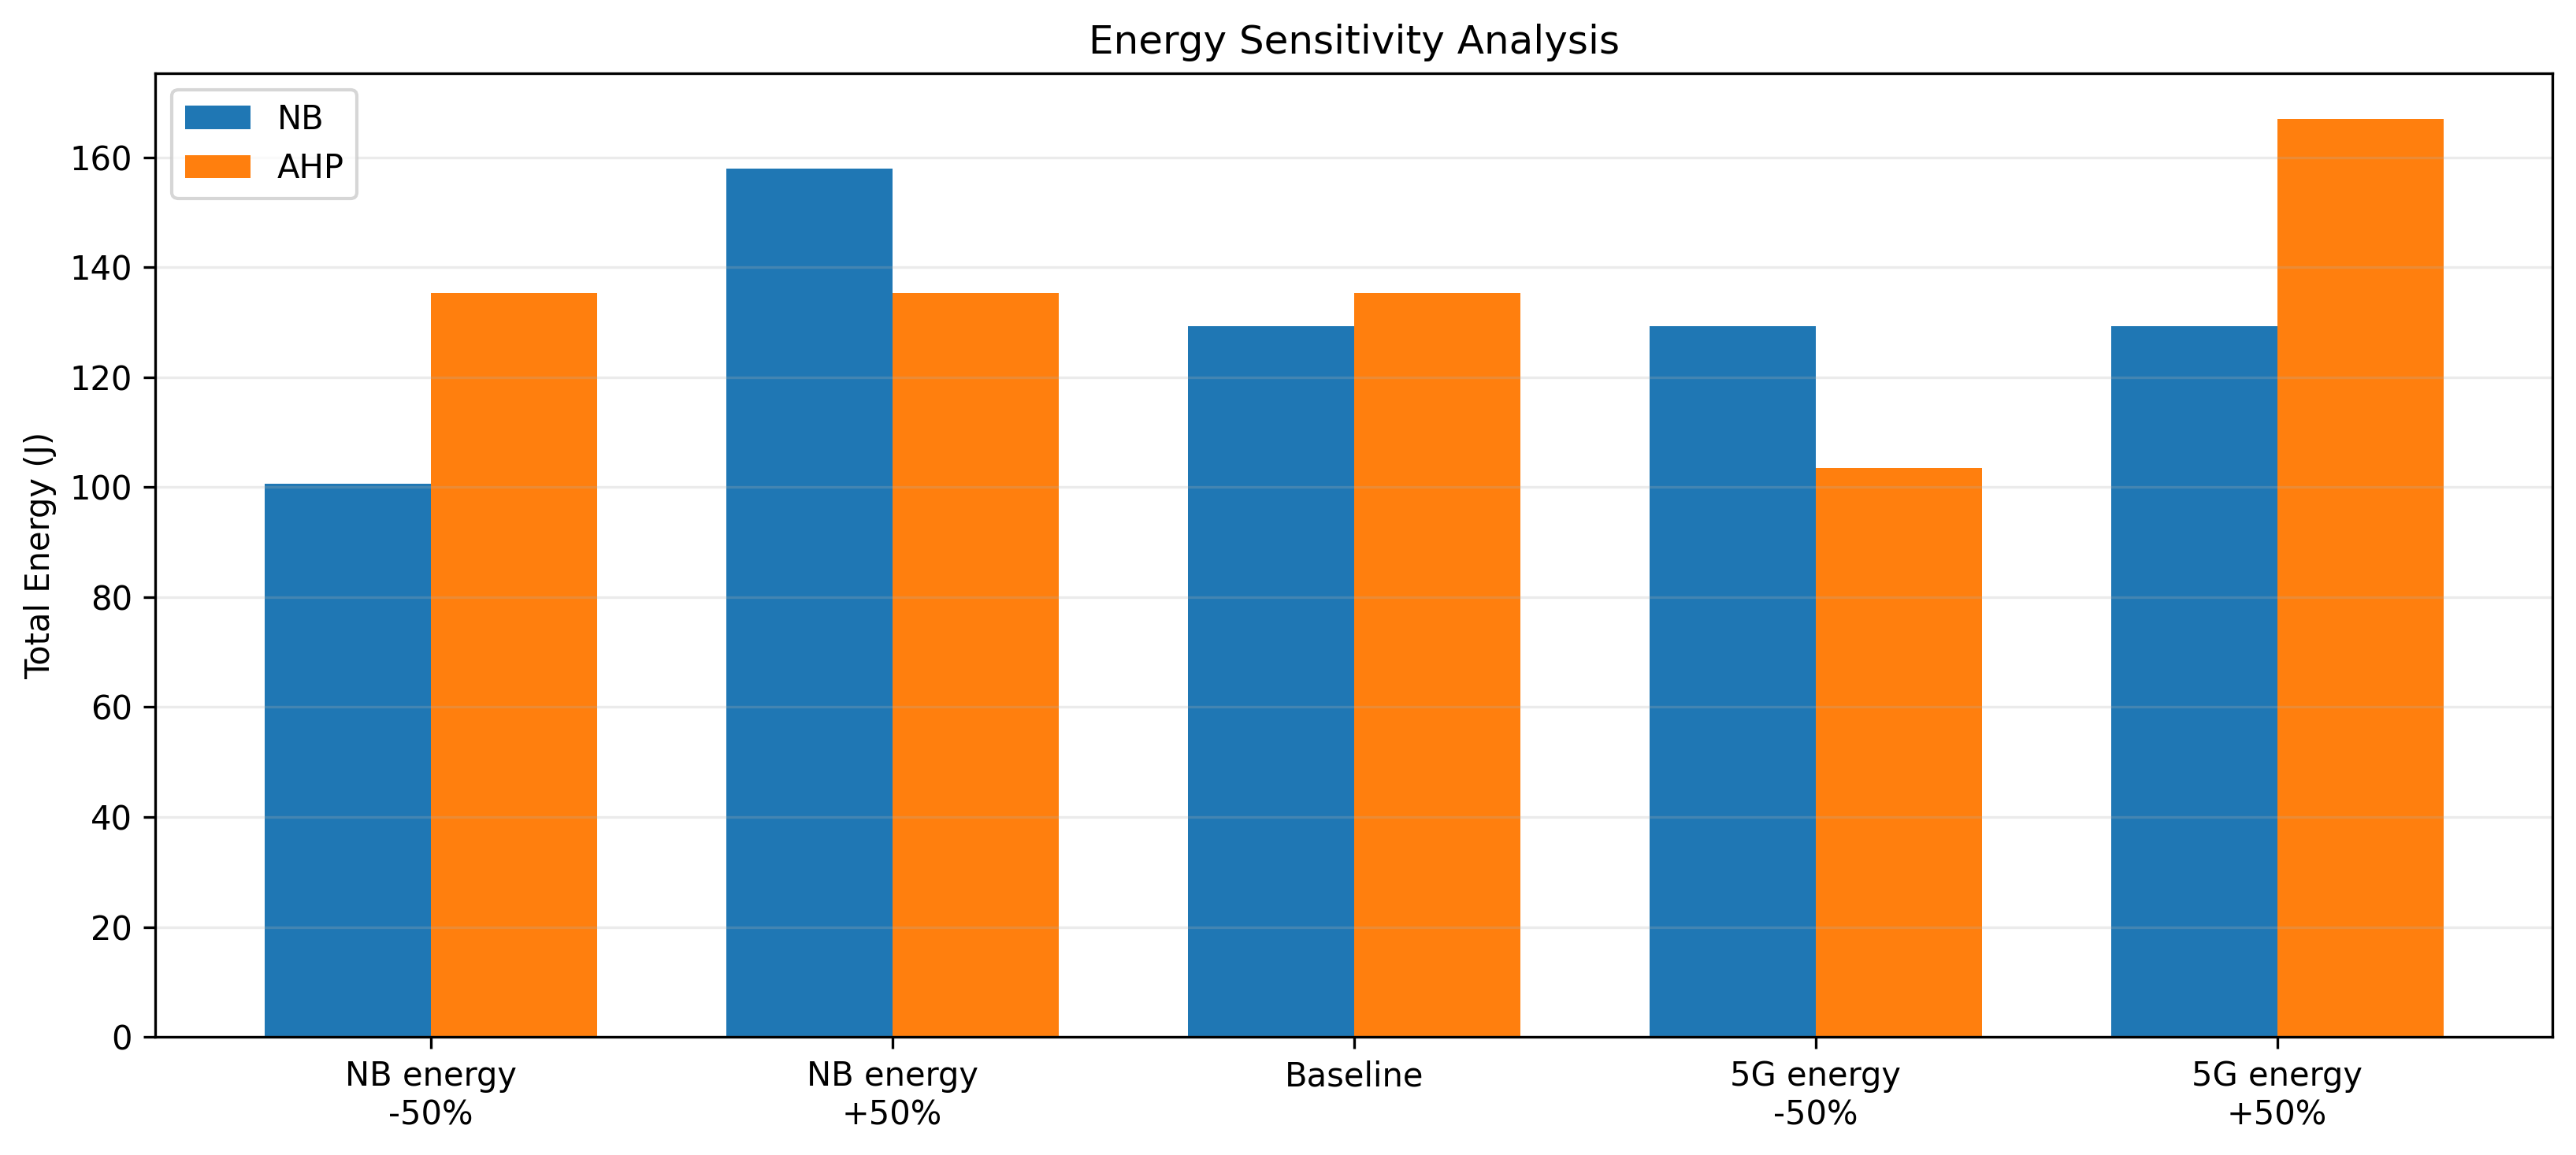 Energy Sensitivity Analysis
NB
AHP
Total Energy (J)
160
140
120
100
80
60
40
20
0
NB energy
-50%
NB energy
+50%
Baseline
5G energy
-50%
5G energy
+50%